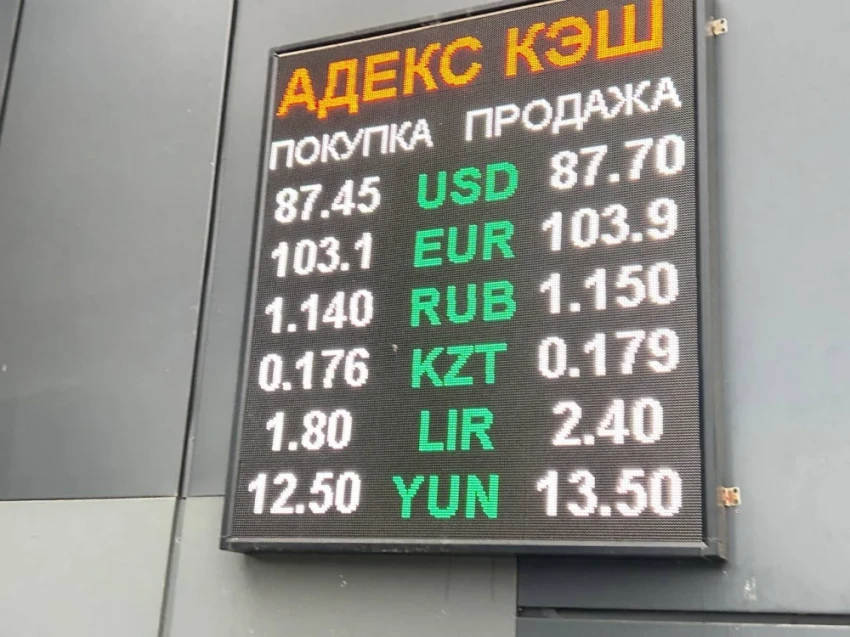 АДЕКС КЭШ
ПОКУПКА ПРОДАЖА
87.45 USD 87.70
103.1 EUR 103.9
1.140 RUB 1.150
0.176 KZT 0.179
1.80 LIR 2.40
12.50 YUN 13.50